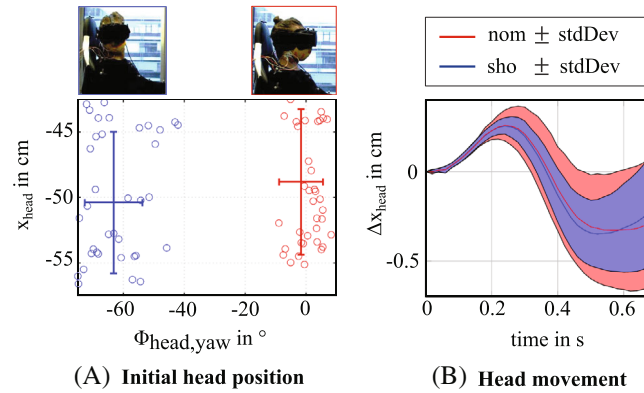 nom ± stdDev
sho ± stdDev
-45
-50
-55
x_head in cm
-60
-40
-20
0
Φ_head,yaw in °
(A) Initial head position
0
-0.5
Δx_head in cm
0
0.2
0.4
0.6
time in s
(B) Head movement